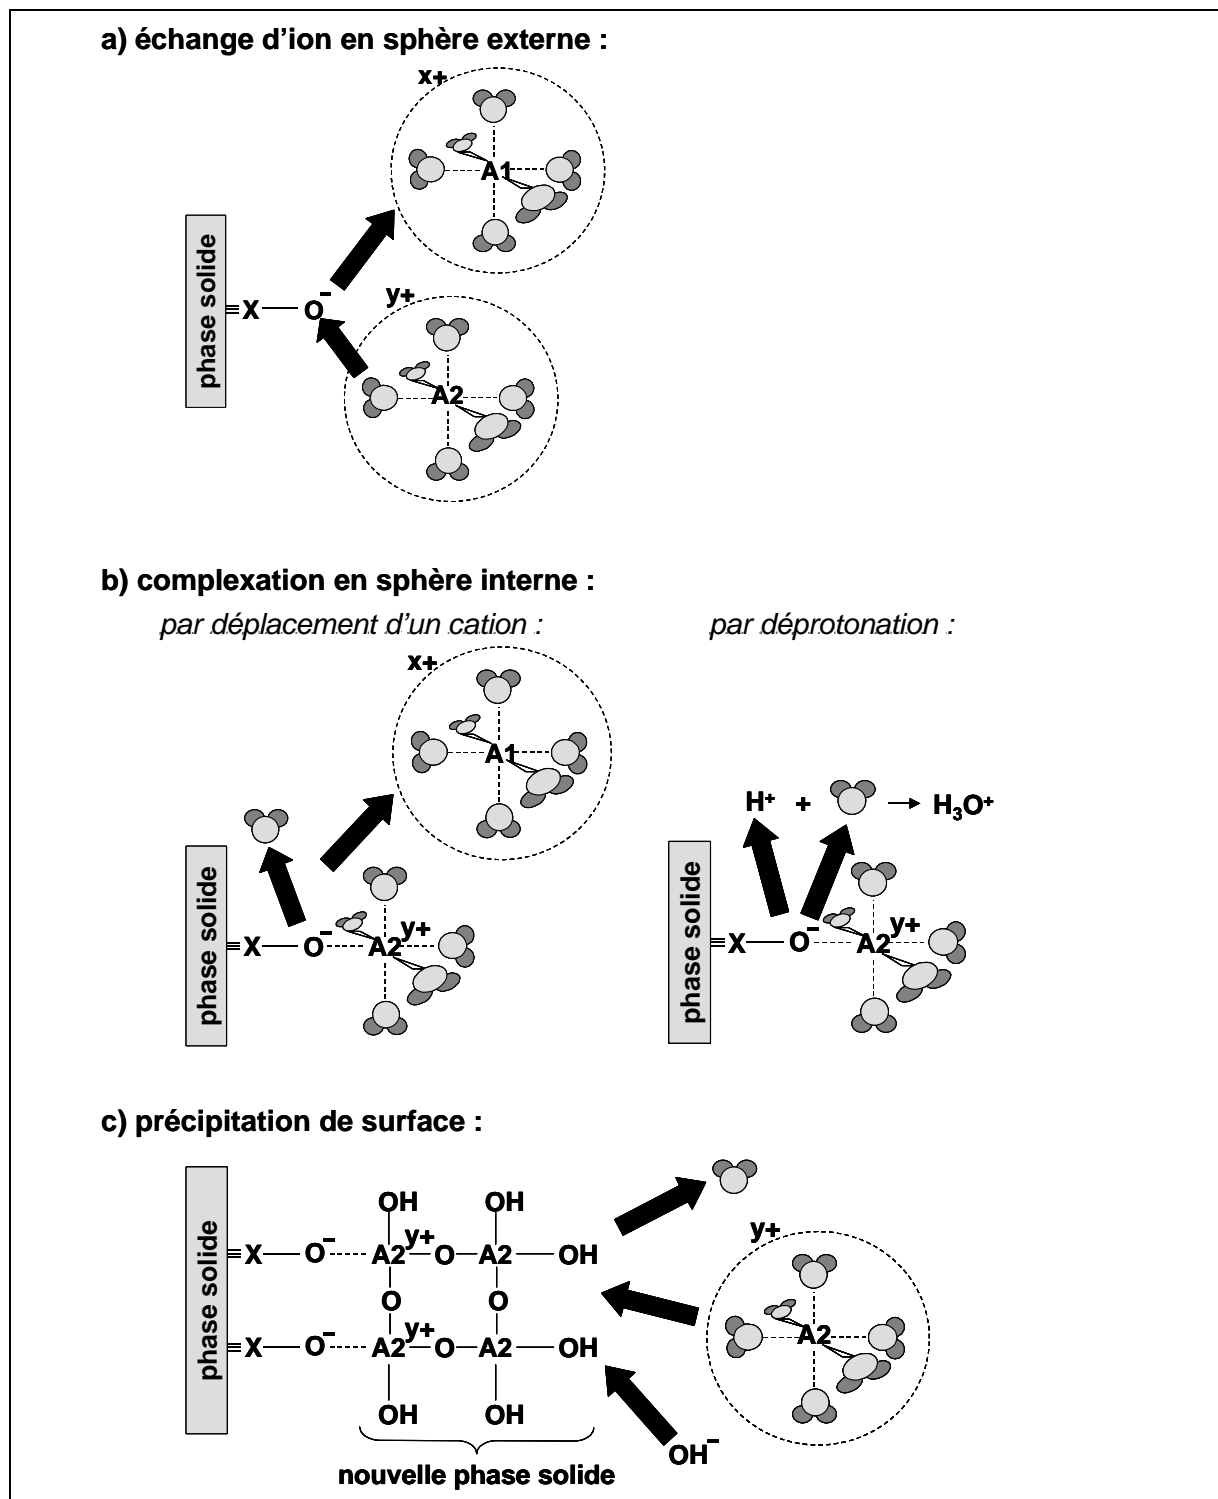 a) échange d'ion en sphère externe :
x+
A1
phase solide
≡X—O⁻
y+
A2
b) complexation en sphère interne :
par déplacement d'un cation :
par déprotonation :
x+
A1
H⁺ + → H₃O⁺
phase solide
≡X—O⁻ A2 y+
phase solide
≡X—O⁻ A2 y+
c) précipitation de surface :
phase solide
OH OH
≡X—O⁻ A2 y+—O—A2—OH
y+
O O
≡X—O⁻ A2 y+—O—A2—OH
A2
OH OH
OH⁻
nouvelle phase solide